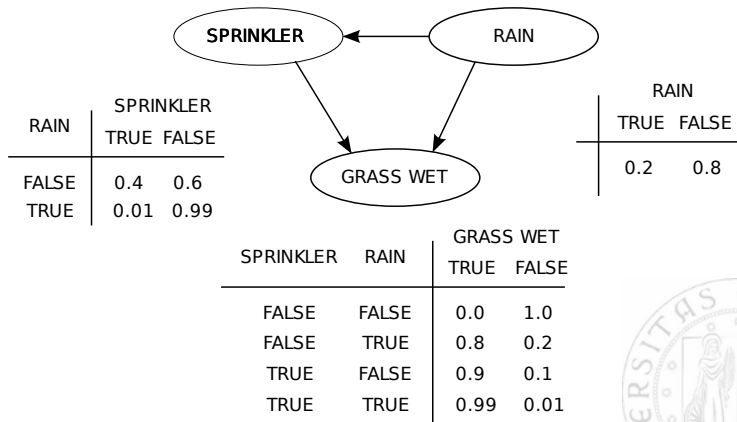 SPRINKLER
RAIN
GRASS WET
SPRINKLER
RAIN
TRUE FALSE
FALSE 0.4 0.6
TRUE 0.01 0.99
RAIN
TRUE FALSE
0.2 0.8
GRASS WET
SPRINKLER RAIN
TRUE FALSE
FALSE FALSE 0.0 1.0
FALSE TRUE 0.8 0.2
TRUE FALSE 0.9 0.1
TRUE TRUE 0.99 0.01
ERSITAS